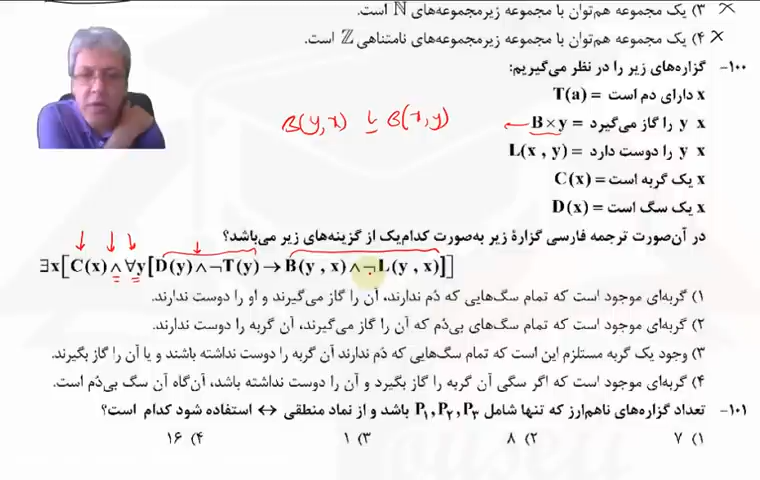 ۳) یک مجموعه هم‌توان با مجموعه زیرمجموعه‌های ℕ است.
۴) یک مجموعه هم‌توان با مجموعه زیرمجموعه‌های نامتناهی ℤ است.
۱۰۰- گزاره‌های زیر را در نظر می‌گیریم:
x دارای دم است = T(a)
x y را گاز می‌گیرد = B×y
B(y,x) یا B(x,y)
x y را دوست دارد = L(x , y)
x یک گربه است = C(x)
x یک سگ است = D(x)
در آن‌صورت ترجمه فارسی گزارهٔ زیر به‌صورت کدام‌یک از گزینه‌های زیر می‌باشد؟
∃x[C(x) ∧ ∀y[D(y) ∧ ¬T(y) → B(y , x) ∧ ¬L(y , x)]]
۱) گربه‌ای موجود است که تمام سگ‌هایی که دُم ندارند، آن را گاز می‌گیرند و او را دوست ندارند.
۲) گربه‌ای موجود است که تمام سگ‌های بی‌دُم که آن را گاز می‌گیرند، آن گربه را دوست ندارند.
۳) وجود یک گربه مستلزم این است که تمام سگ‌هایی که دُم ندارند آن گربه را دوست نداشته باشند و یا آن را گاز بگیرند.
۴) گربه‌ای موجود است که اگر سگی آن گربه را گاز بگیرد و آن را دوست نداشته باشد، آن‌گاه آن سگ بی‌دُم است.
۱۰۱- تعداد گزاره‌های ناهم‌ارز که تنها شامل P₁,P₂,P₃ باشد و از نماد منطقی ↔ استفاده شود کدام است؟
۱) ۷ ۲) ۸ ۳) ۱ ۴) ۱۶